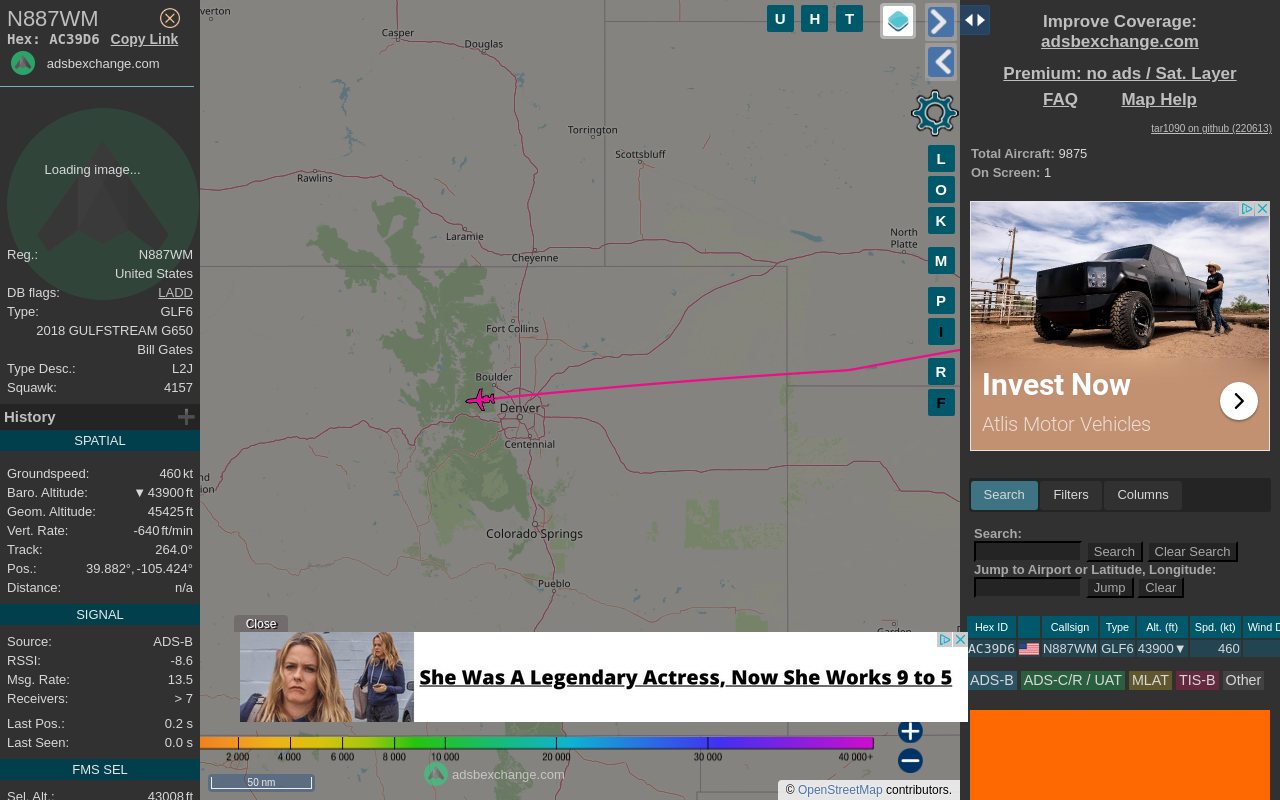 N887WM
Hex: AC39D6 Copy Link
adsbexchange.com
Loading image...
Reg.: N887WM
United States
DB flags: LADD
Type: GLF6
2018 GULFSTREAM G650
Bill Gates
Type Desc.: L2J
Squawk: 4157
History
SPATIAL
Groundspeed: 460 kt
Baro. Altitude: ▼ 43900 ft
Geom. Altitude: 45425 ft
Vert. Rate: -640 ft/min
Track: 264.0°
Pos.: 39.882°, -105.424°
Distance: n/a
SIGNAL
Source: ADS-B
RSSI: -8.6
Msg. Rate: 13.5
Receivers: > 7
Last Pos.: 0.2 s
Last Seen: 0.0 s
FMS SEL
Sel. Alt.: 43008 ft
verton
Casper
Douglas
Torrington
Scottsbluff
Rawlins
Laramie
Cheyenne
North
Platte
Fort Collins
Boulder
Denver
Centennial
nd
ion
Colorado Springs
Pueblo
Garden
U H T
L
O
K
M
P
I
R
F
Close
She Was A Legendary Actress, Now She Works 9 to 5
2 000 4 000 6 000 8 000 10 000 20 000 30 000 40 000+
adsbexchange.com
50 nm
© OpenStreetMap contributors.
Improve Coverage:
adsbexchange.com
Premium: no ads / Sat. Layer
FAQ Map Help
tar1090 on github (220613)
Total Aircraft: 9875
On Screen: 1
Invest Now
Atlis Motor Vehicles
Search Filters Columns
Search:
Search Clear Search
Jump to Airport or Latitude, Longitude:
Jump Clear
Hex ID Callsign Type Alt. (ft) Spd. (kt) Wind D
AC39D6 N887WM GLF6 43900▼ 460
ADS-B ADS-C/R / UAT MLAT TIS-B Other